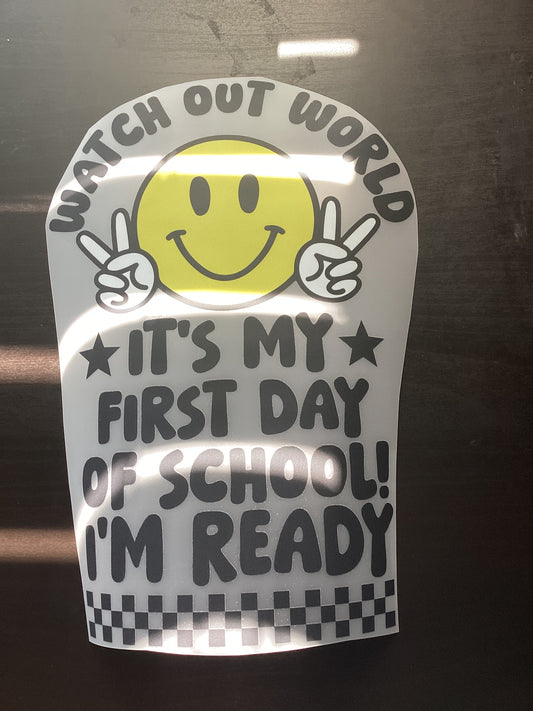 WATCH OUT WORLD
IT'S MY
FIRST DAY
OF SCHOOL!
I'M READY